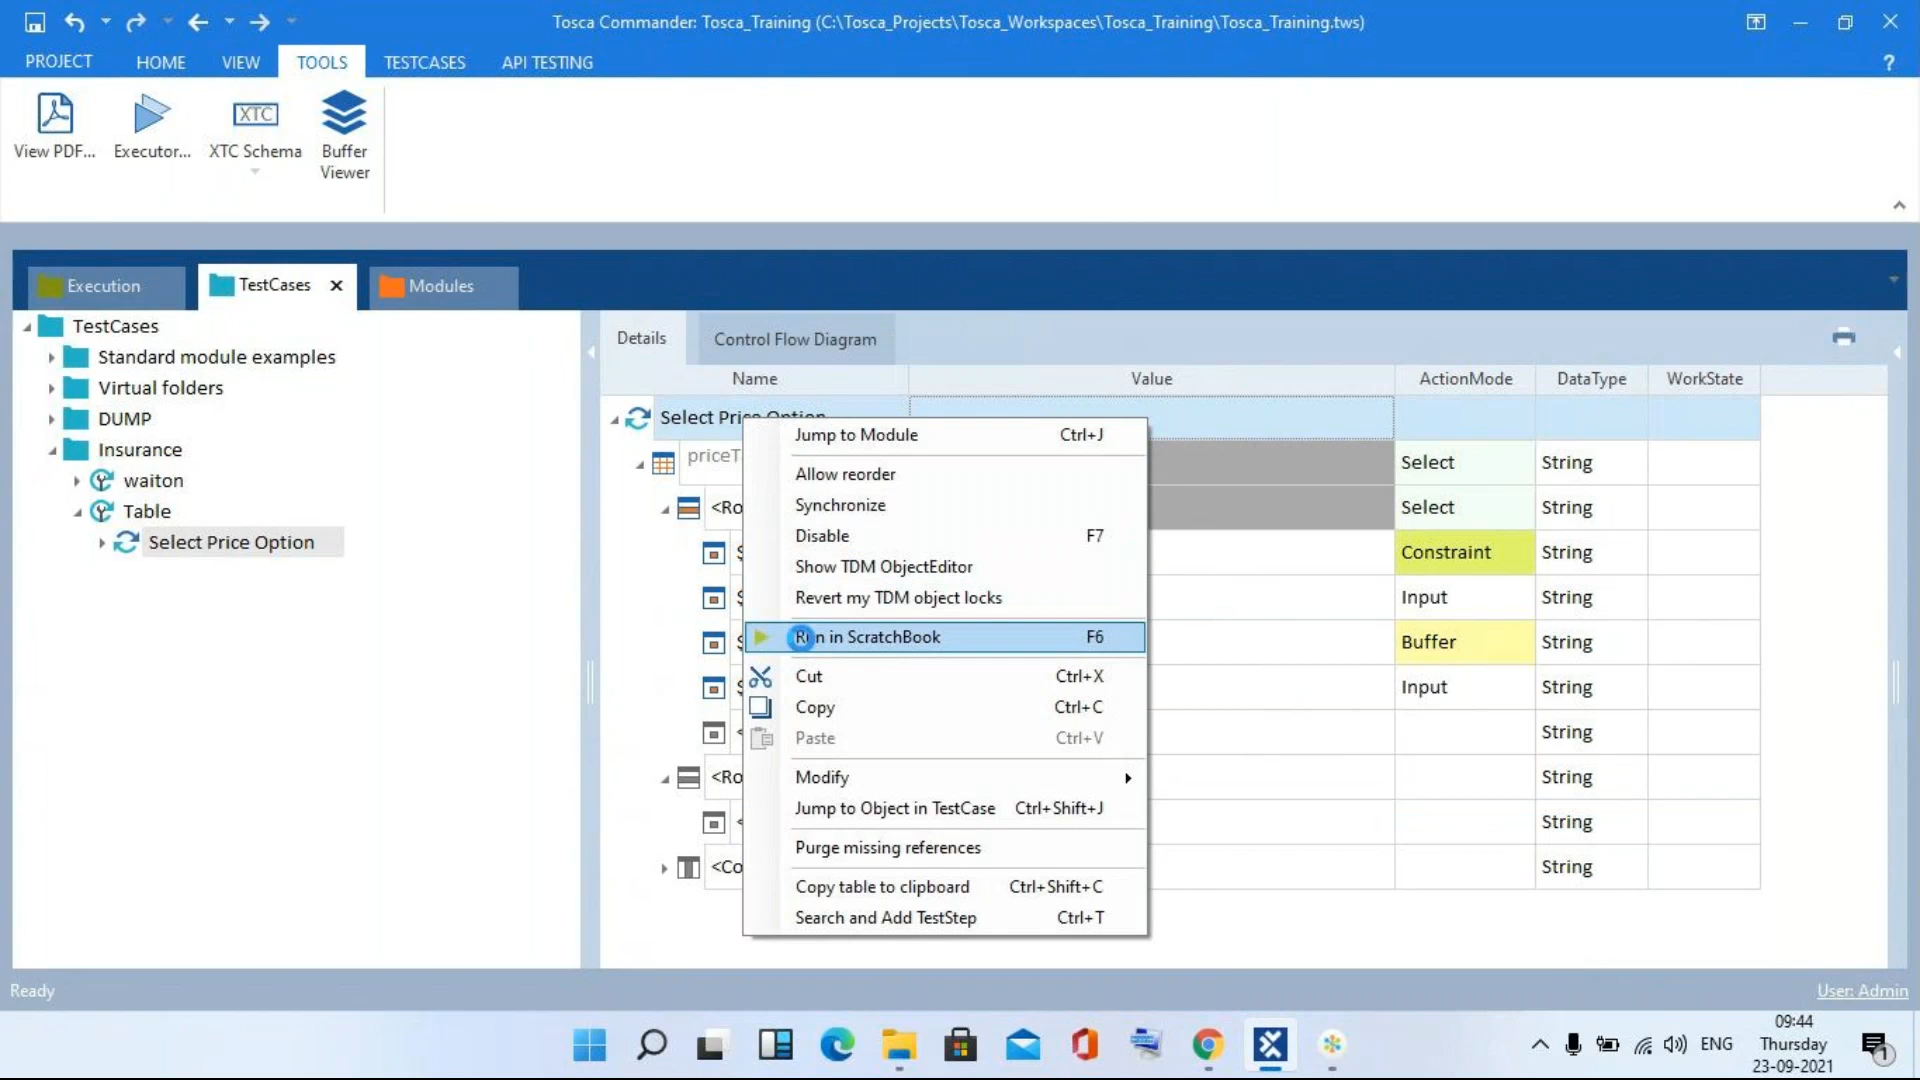 Tosca Commander: Tosca_Training (C:\Tosca_Projects\Tosca_Workspaces\Tosca_Training\Tosca_Training.tws)
PROJECT HOME VIEW TOOLS TESTCASES API TESTING ?
View PDF... Executor... XTC Schema Buffer Viewer
XTC
Execution TestCases Modules
TestCases
Standard module examples
Virtual folders
DUMP
Insurance
waiton
Table
Select Price Option
Details Control Flow Diagram
Name Value ActionMode DataType WorkState
Select Price Option
priceT Select String
<Ro Select String
Constraint String
Input String
Buffer String
Input String
String
<Ro String
String
<Co String
Jump to Module Ctrl+J
Allow reorder
Synchronize
Disable F7
Show TDM ObjectEditor
Revert my TDM object locks
Run in ScratchBook F6
Cut Ctrl+X
Copy Ctrl+C
Paste Ctrl+V
Modify
Jump to Object in TestCase Ctrl+Shift+J
Purge missing references
Copy table to clipboard Ctrl+Shift+C
Search and Add TestStep Ctrl+T
Ready User: Admin
ENG
09:44
Thursday
23-09-2021
1